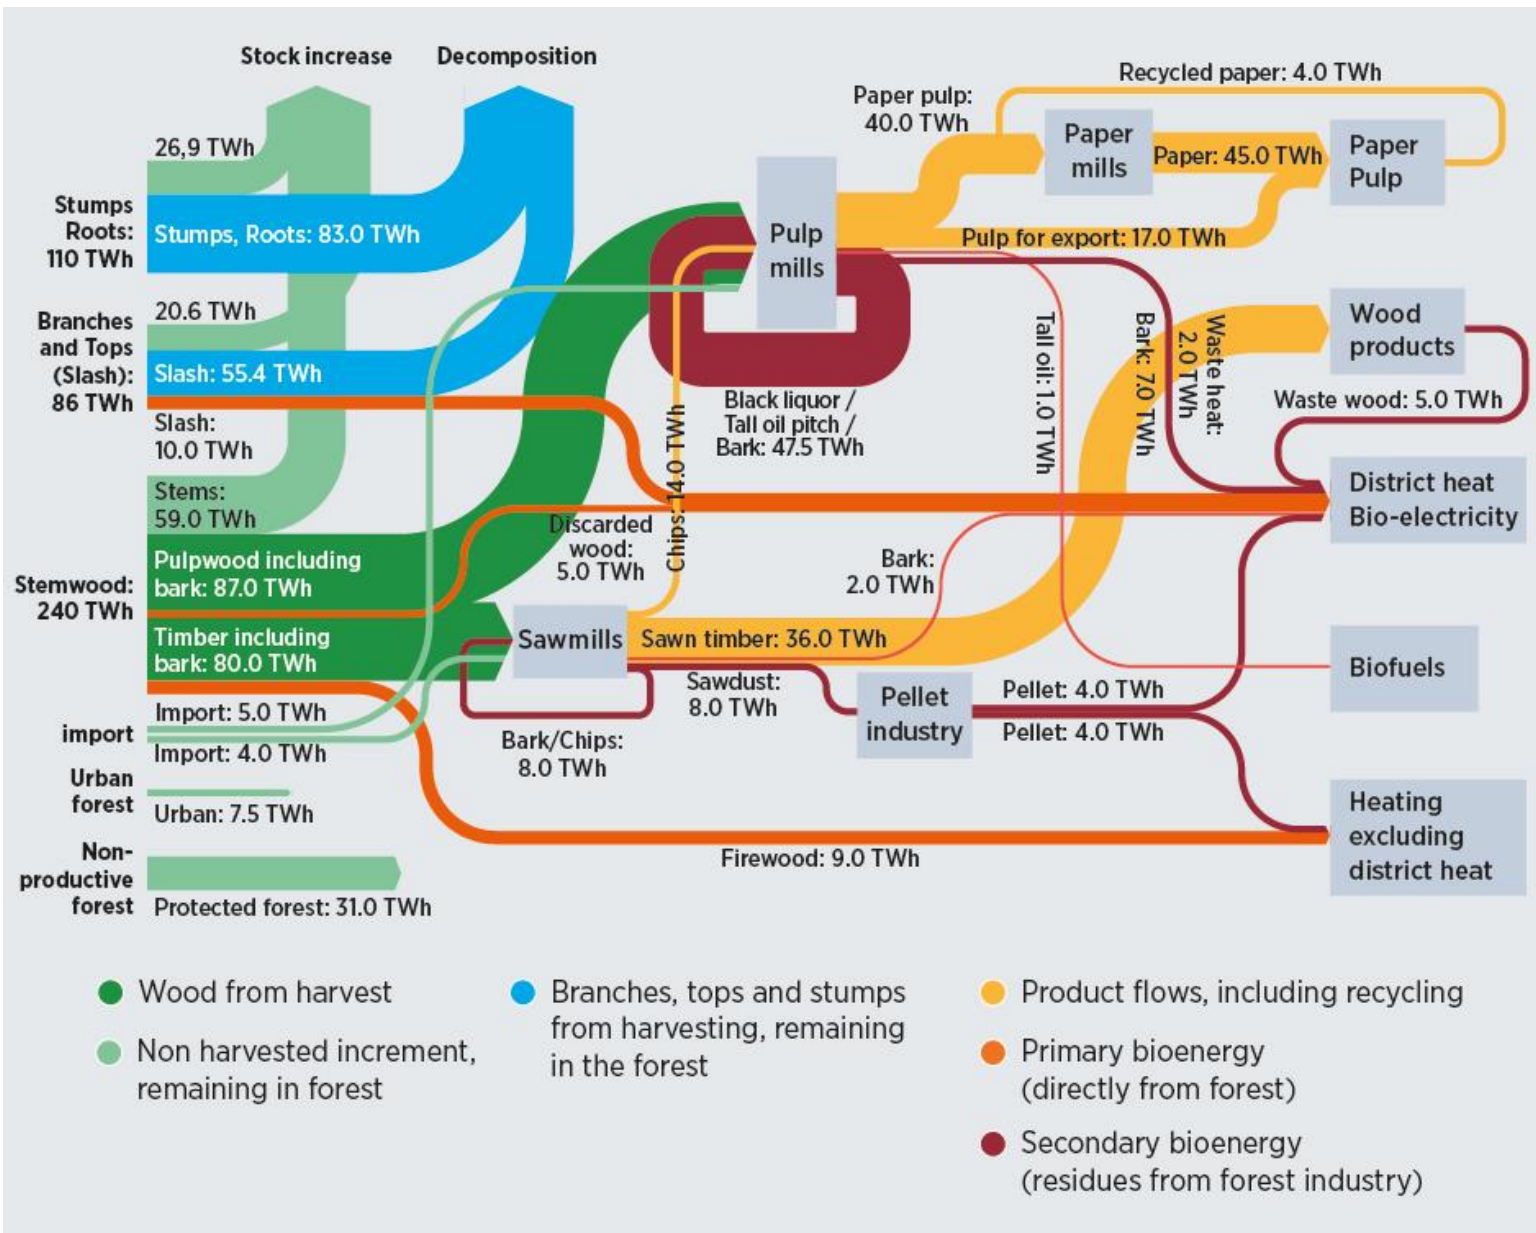 Stock increase
Decomposition
Recycled paper: 4.0 TWh
Paper pulp:
40.0 TWh
Paper
mills
Paper: 45.0 TWh
Paper
Pulp
26,9 TWh
Stumps
Roots:
110 TWh
Stumps, Roots: 83.0 TWh
Pulp
mills
Pulp for export: 17.0 TWh
20.6 TWh
Branches
and Tops
(Slash):
86 TWh
Slash: 55.4 TWh
Slash:
10.0 TWh
Black liquor /
Tall oil pitch /
Bark: 47.5 TWh
Chips: 14.0 TWh
Tall oil: 1.0 TWh
Bark: 7.0 TWh
Waste heat:
2.0 TWh
Wood
products
Waste wood: 5.0 TWh
Stems:
59.0 TWh
District heat
Bio-electricity
Discarded
wood:
5.0 TWh
Stemwood:
240 TWh
Pulpwood including
bark: 87.0 TWh
Bark:
2.0 TWh
Timber including
bark: 80.0 TWh
Sawmills
Sawn timber: 36.0 TWh
Biofuels
Sawdust:
8.0 TWh
Pellet
industry
Pellet: 4.0 TWh
Pellet: 4.0 TWh
import
Import: 5.0 TWh
Import: 4.0 TWh
Bark/Chips:
8.0 TWh
Urban
forest
Urban: 7.5 TWh
Heating
excluding
district heat
Firewood: 9.0 TWh
Non-
productive
forest
Protected forest: 31.0 TWh
Wood from harvest
Non harvested increment,
remaining in forest
Branches, tops and stumps
from harvesting, remaining
in the forest
Product flows, including recycling
Primary bioenergy
(directly from forest)
Secondary bioenergy
(residues from forest industry)